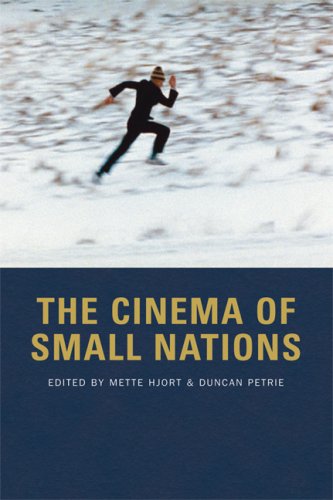 THE CINEMA OF
SMALL NATIONS
EDITED BY METTE HJORT & DUNCAN PETRIE